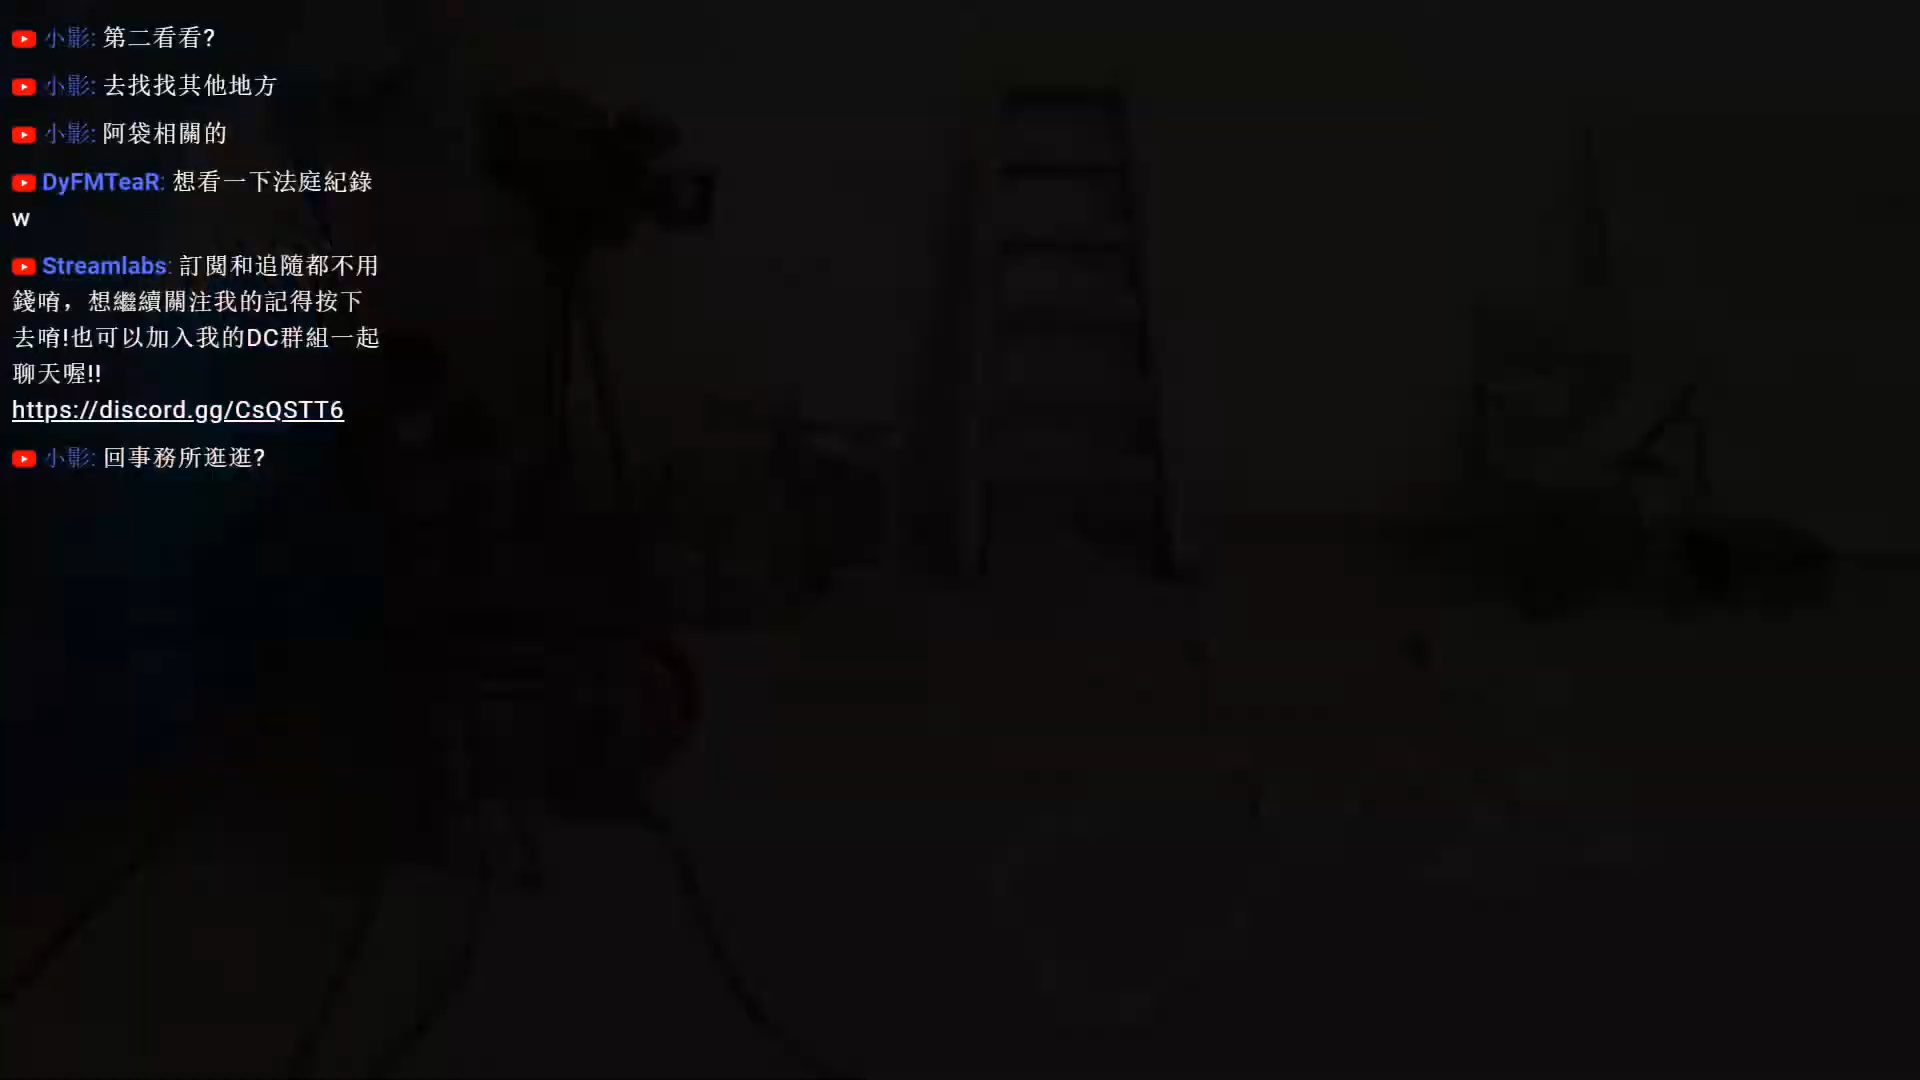 小影: 第二看看?
小影: 去找找其他地方
小影: 阿袋相關的
DyFMTeaR: 想看一下法庭紀錄
w
Streamlabs: 訂閱和追隨都不用
錢唷，想繼續關注我的記得按下
去唷!也可以加入我的DC群組一起
聊天喔!!
https://discord.gg/CsQSTT6
小影: 回事務所逛逛?